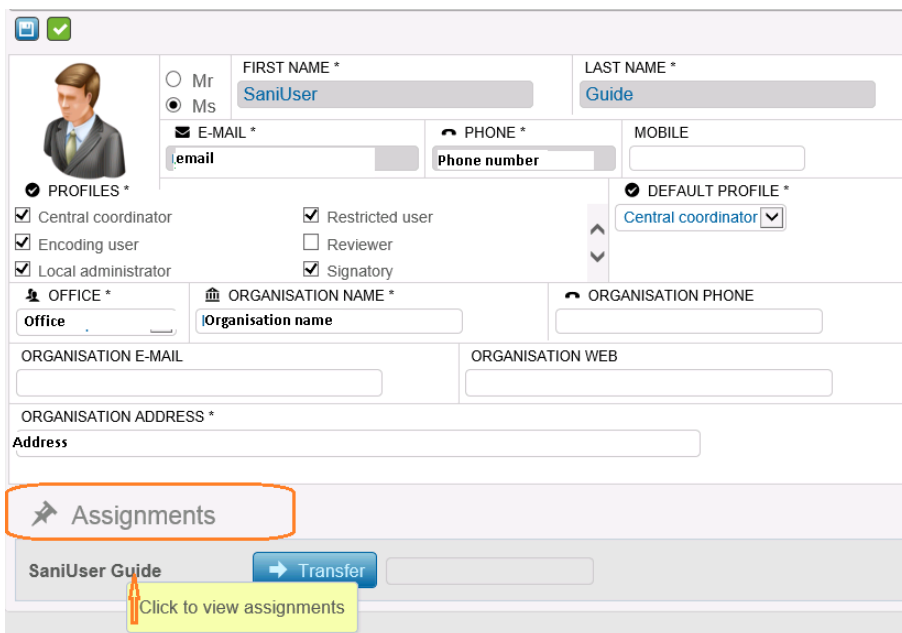 FIRST NAME * LAST NAME *
Mr
SaniUser Guide
Ms
E-MAIL * PHONE * MOBILE
email Phone number
PROFILES * DEFAULT PROFILE *
Central coordinator Restricted user Central coordinator
Encoding user Reviewer
Local administrator Signatory
OFFICE * ORGANISATION NAME * ORGANISATION PHONE
Office Organisation name
ORGANISATION E-MAIL ORGANISATION WEB
ORGANISATION ADDRESS *
Address
Assignments
SaniUser Guide Transfer
Click to view assignments